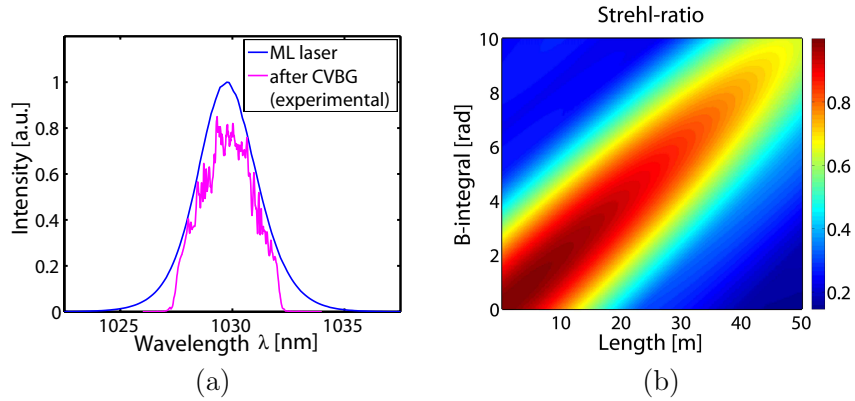 ML laser
after CVBG
(experimental)
Intensity [a.u.]
1
0.8
0.6
0.4
0.2
0
1025
1030
1035
Wavelength λ [nm]
(a)
Strehl-ratio
B-integral [rad]
10
8
6
4
2
0
10
20
30
40
50
Length [m]
0.8
0.6
0.4
0.2
(b)